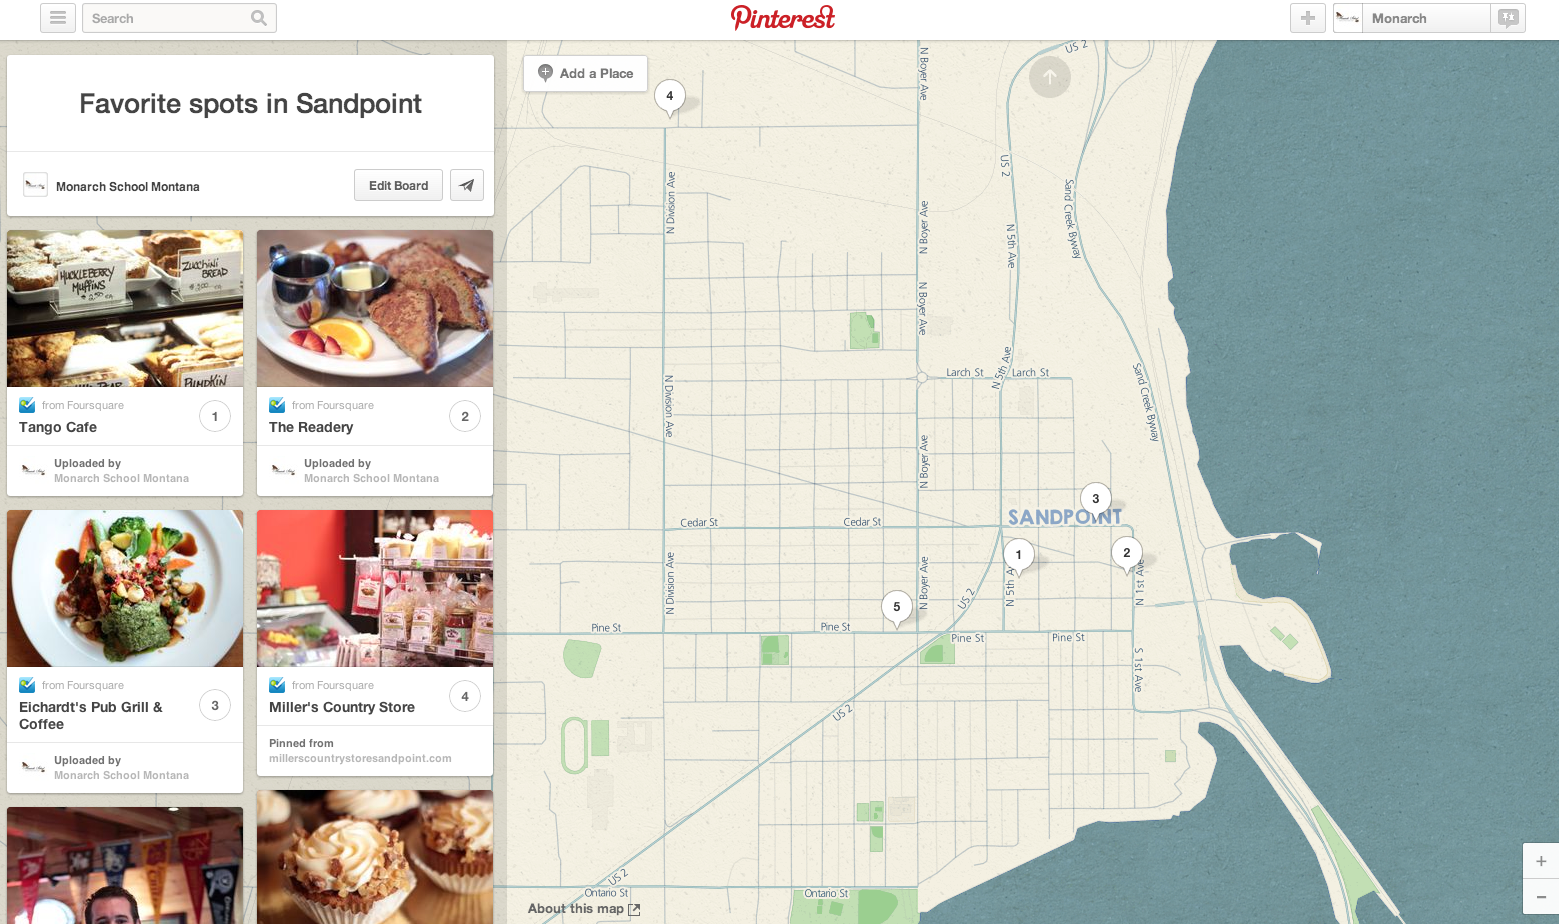 Search
Pinterest
Monarch
Favorite spots in Sandpoint
Monarch School Montana
Edit Board
HUCKLEBERRY
MUFFINS
ZUCCHINI
BREAD
PUMPKIN
from Foursquare
Tango Cafe
1
Uploaded by
Monarch School Montana
from Foursquare
The Readery
2
Uploaded by
Monarch School Montana
from Foursquare
Eichardt's Pub Grill &
Coffee
3
Uploaded by
Monarch School Montana
from Foursquare
Miller's Country Store
4
Pinned from
millerscountrystoresandpoint.com
Add a Place
4
N Boyer Ave
US 2
N Division Ave
N Boyer Ave
US 2
N 5th Ave
Sand Creek Byway
N Boyer Ave
Larch St
N 5th Ave
Larch St
Sand Creek Byway
N Division Ave
N Boyer Ave
3
SANDPOINT
Cedar St
Cedar St
1
2
N Division Ave
N Boyer Ave
US 2
N 5th A
N 1st Ave
5
Pine St
Pine St
Pine St
Pine St
S 1st Ave
US 2
US 2
Ontario St
Ontario St
About this map
+
−